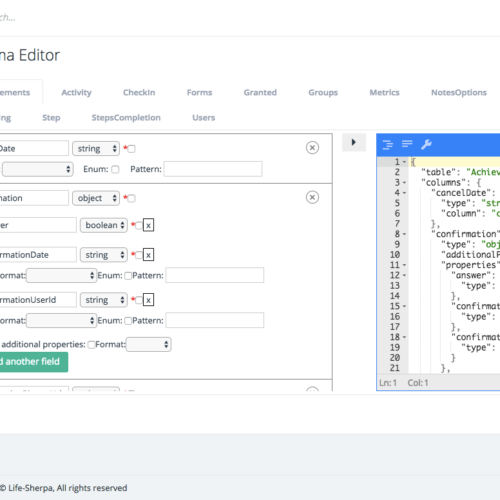 ch...
ma Editor
ements Activity CheckIn Forms Granted Groups Metrics NotesOptions
ng Step StepsCompletion Users
Date string * Enum: Pattern:
mation object *
er boolean * x
rmationDate string * x
ormat: Enum: Pattern:
rmationUserId string * x
ormat: Enum: Pattern:
additional properties: Format:
d another field
1 {
2 "table": "Achiev
3 "columns": {
4 "cancelDate":
5 "type": "str
6 "column": "c
7 },
8 "confirmation"
9 "type": "obj
10 "additionalP
11 "properties"
12 "answer":
13 "type":
14 },
15 "confirmat
16 "type":
17 },
18 "confirmat
19 "type":
20 }
21 },
Ln: 1 Col: 1
© Life-Sherpa, All rights reserved